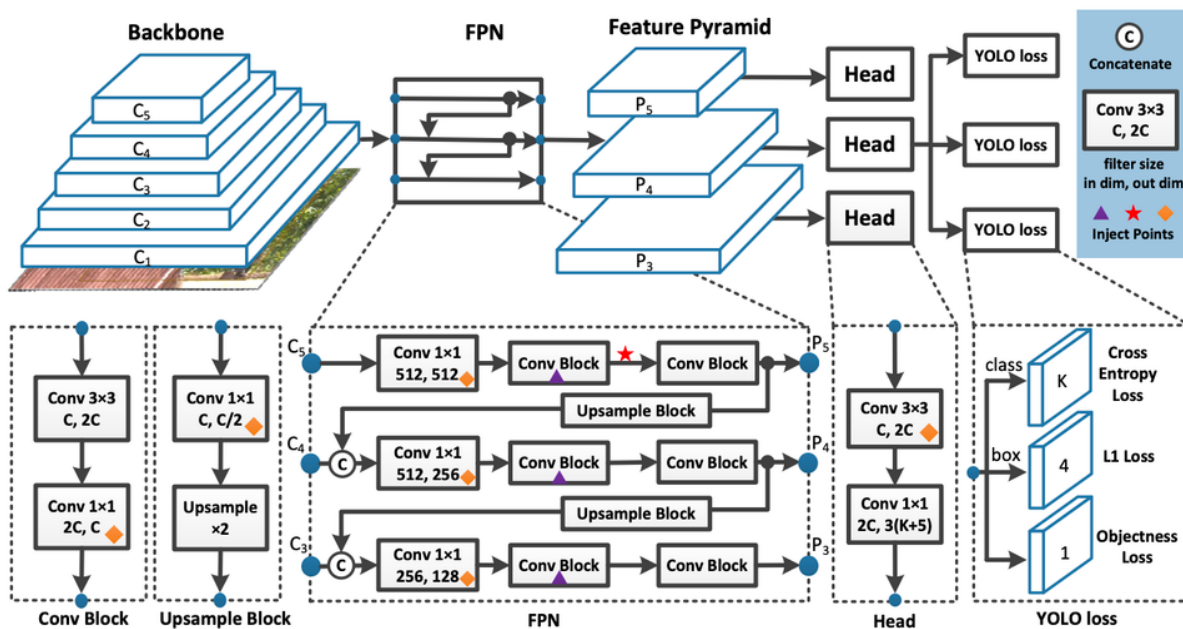 Backbone
FPN
Feature Pyramid
C5
C4
C3
C2
C1
P5
P4
P3
Head
Head
Head
YOLO loss
YOLO loss
YOLO loss
C
Concatenate
Conv 3×3
C, 2C
filter size
in dim, out dim
Inject Points
Conv 3×3
C, 2C
Conv 1×1
2C, C
Conv Block
Conv 1×1
C, C/2
Upsample
×2
Upsample Block
C5
Conv 1×1
512, 512
Conv Block
Conv Block
P5
Upsample Block
C4
C
Conv 1×1
512, 256
Conv Block
Conv Block
P4
Upsample Block
C3
C
Conv 1×1
256, 128
Conv Block
Conv Block
P3
FPN
Conv 3×3
C, 2C
Conv 1×1
2C, 3(K+5)
Head
class
K
Cross
Entropy
Loss
box
4
L1 Loss
1
Objectness
Loss
YOLO loss